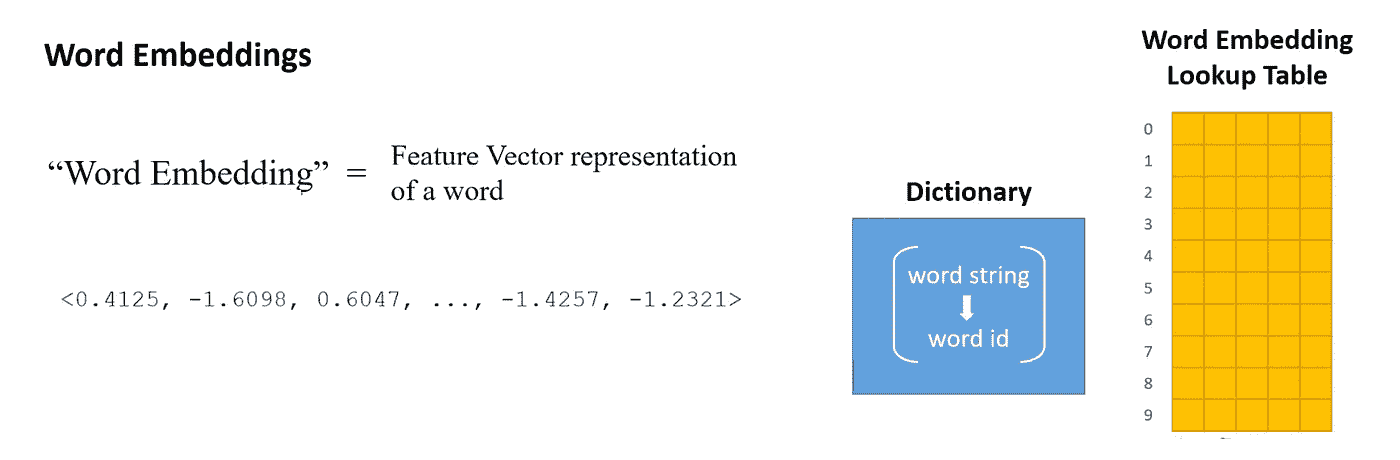 Word Embeddings
“Word Embedding” =
Feature Vector representation
of a word
<0.4125, -1.6098, 0.6047, ..., -1.4257, -1.2321>
Dictionary
word string
word id
Word Embedding
Lookup Table
0
1
2
3
4
5
6
7
8
9